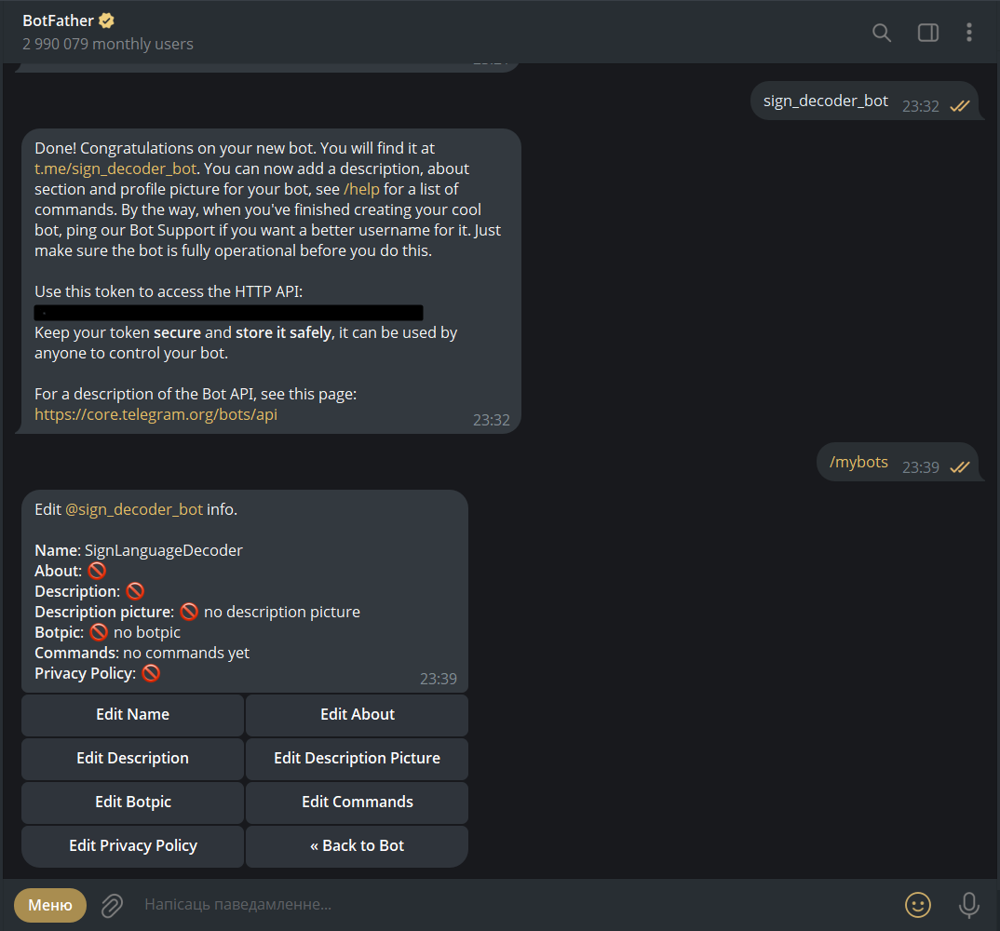 BotFather
2 990 079 monthly users
sign_decoder_bot 23:32
Done! Congratulations on your new bot. You will find it at
t.me/sign_decoder_bot. You can now add a description, about
section and profile picture for your bot, see /help for a list of
commands. By the way, when you've finished creating your cool
bot, ping our Bot Support if you want a better username for it. Just
make sure the bot is fully operational before you do this.
Use this token to access the HTTP API:
Keep your token secure and store it safely, it can be used by
anyone to control your bot.
For a description of the Bot API, see this page:
https://core.telegram.org/bots/api
23:32
/mybots 23:39
Edit @sign_decoder_bot info.
Name: SignLanguageDecoder
About: 🚫
Description: 🚫
Description picture: 🚫 no description picture
Botpic: 🚫 no botpic
Commands: no commands yet
Privacy Policy: 🚫
23:39
Edit Name Edit About
Edit Description Edit Description Picture
Edit Botpic Edit Commands
Edit Privacy Policy « Back to Bot
Меню Напісаць паведамленне...